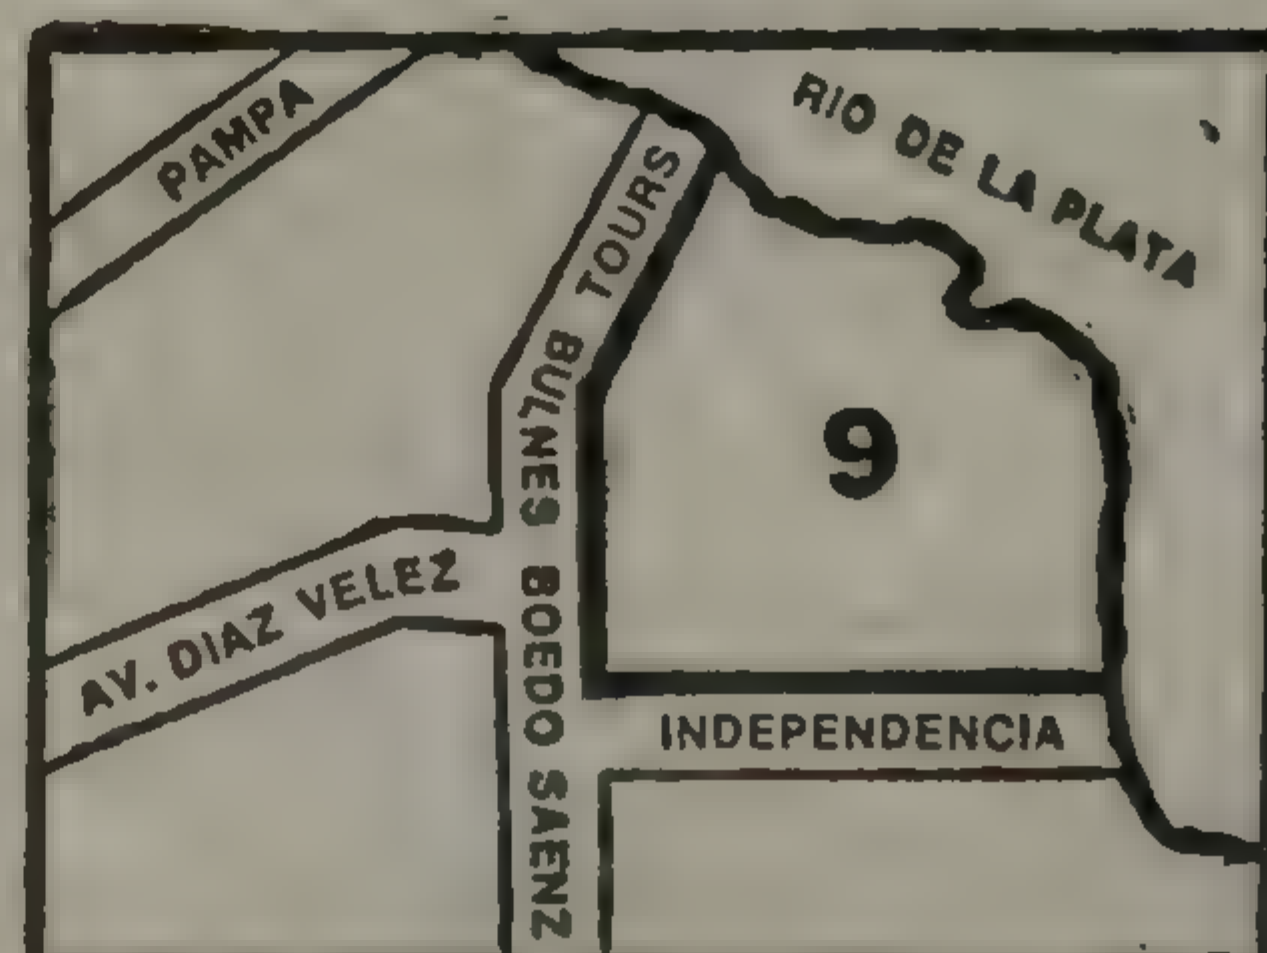 PAMPA
RIO DE LA PLATA
TOURS
BULNES
9
AV. DIAZ VELEZ
BOEDO
INDEPENDENCIA
SAENZ